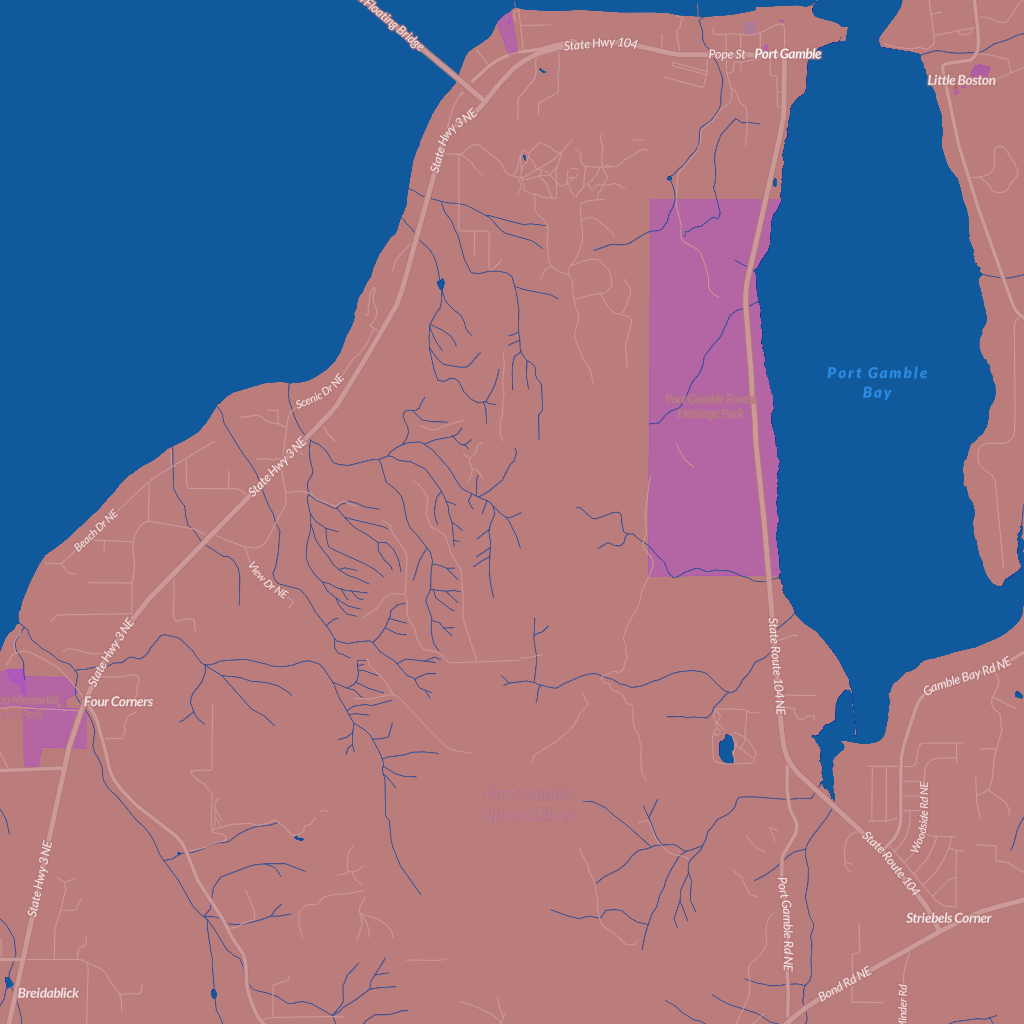 Floating Bridge
State Hwy 104
Pope St
Port Gamble
Little Boston
State Hwy 3 NE
Port Gamble
Bay
Scenic Dr NE
Port Gamble Forest
Heritage Park
State Hwy 3 NE
Beach Dr NE
View Dr NE
State Hwy 3 NE
State Route 104 NE
Gamble Bay Rd NE
Memorial
Park
Four Corners
Port Gamble
Upland Block
Woodside Rd NE
State Hwy 3 NE
State Route 104
Port Gamble Rd NE
Striebels Corner
Breidablick
Bond Rd NE
Minder Rd